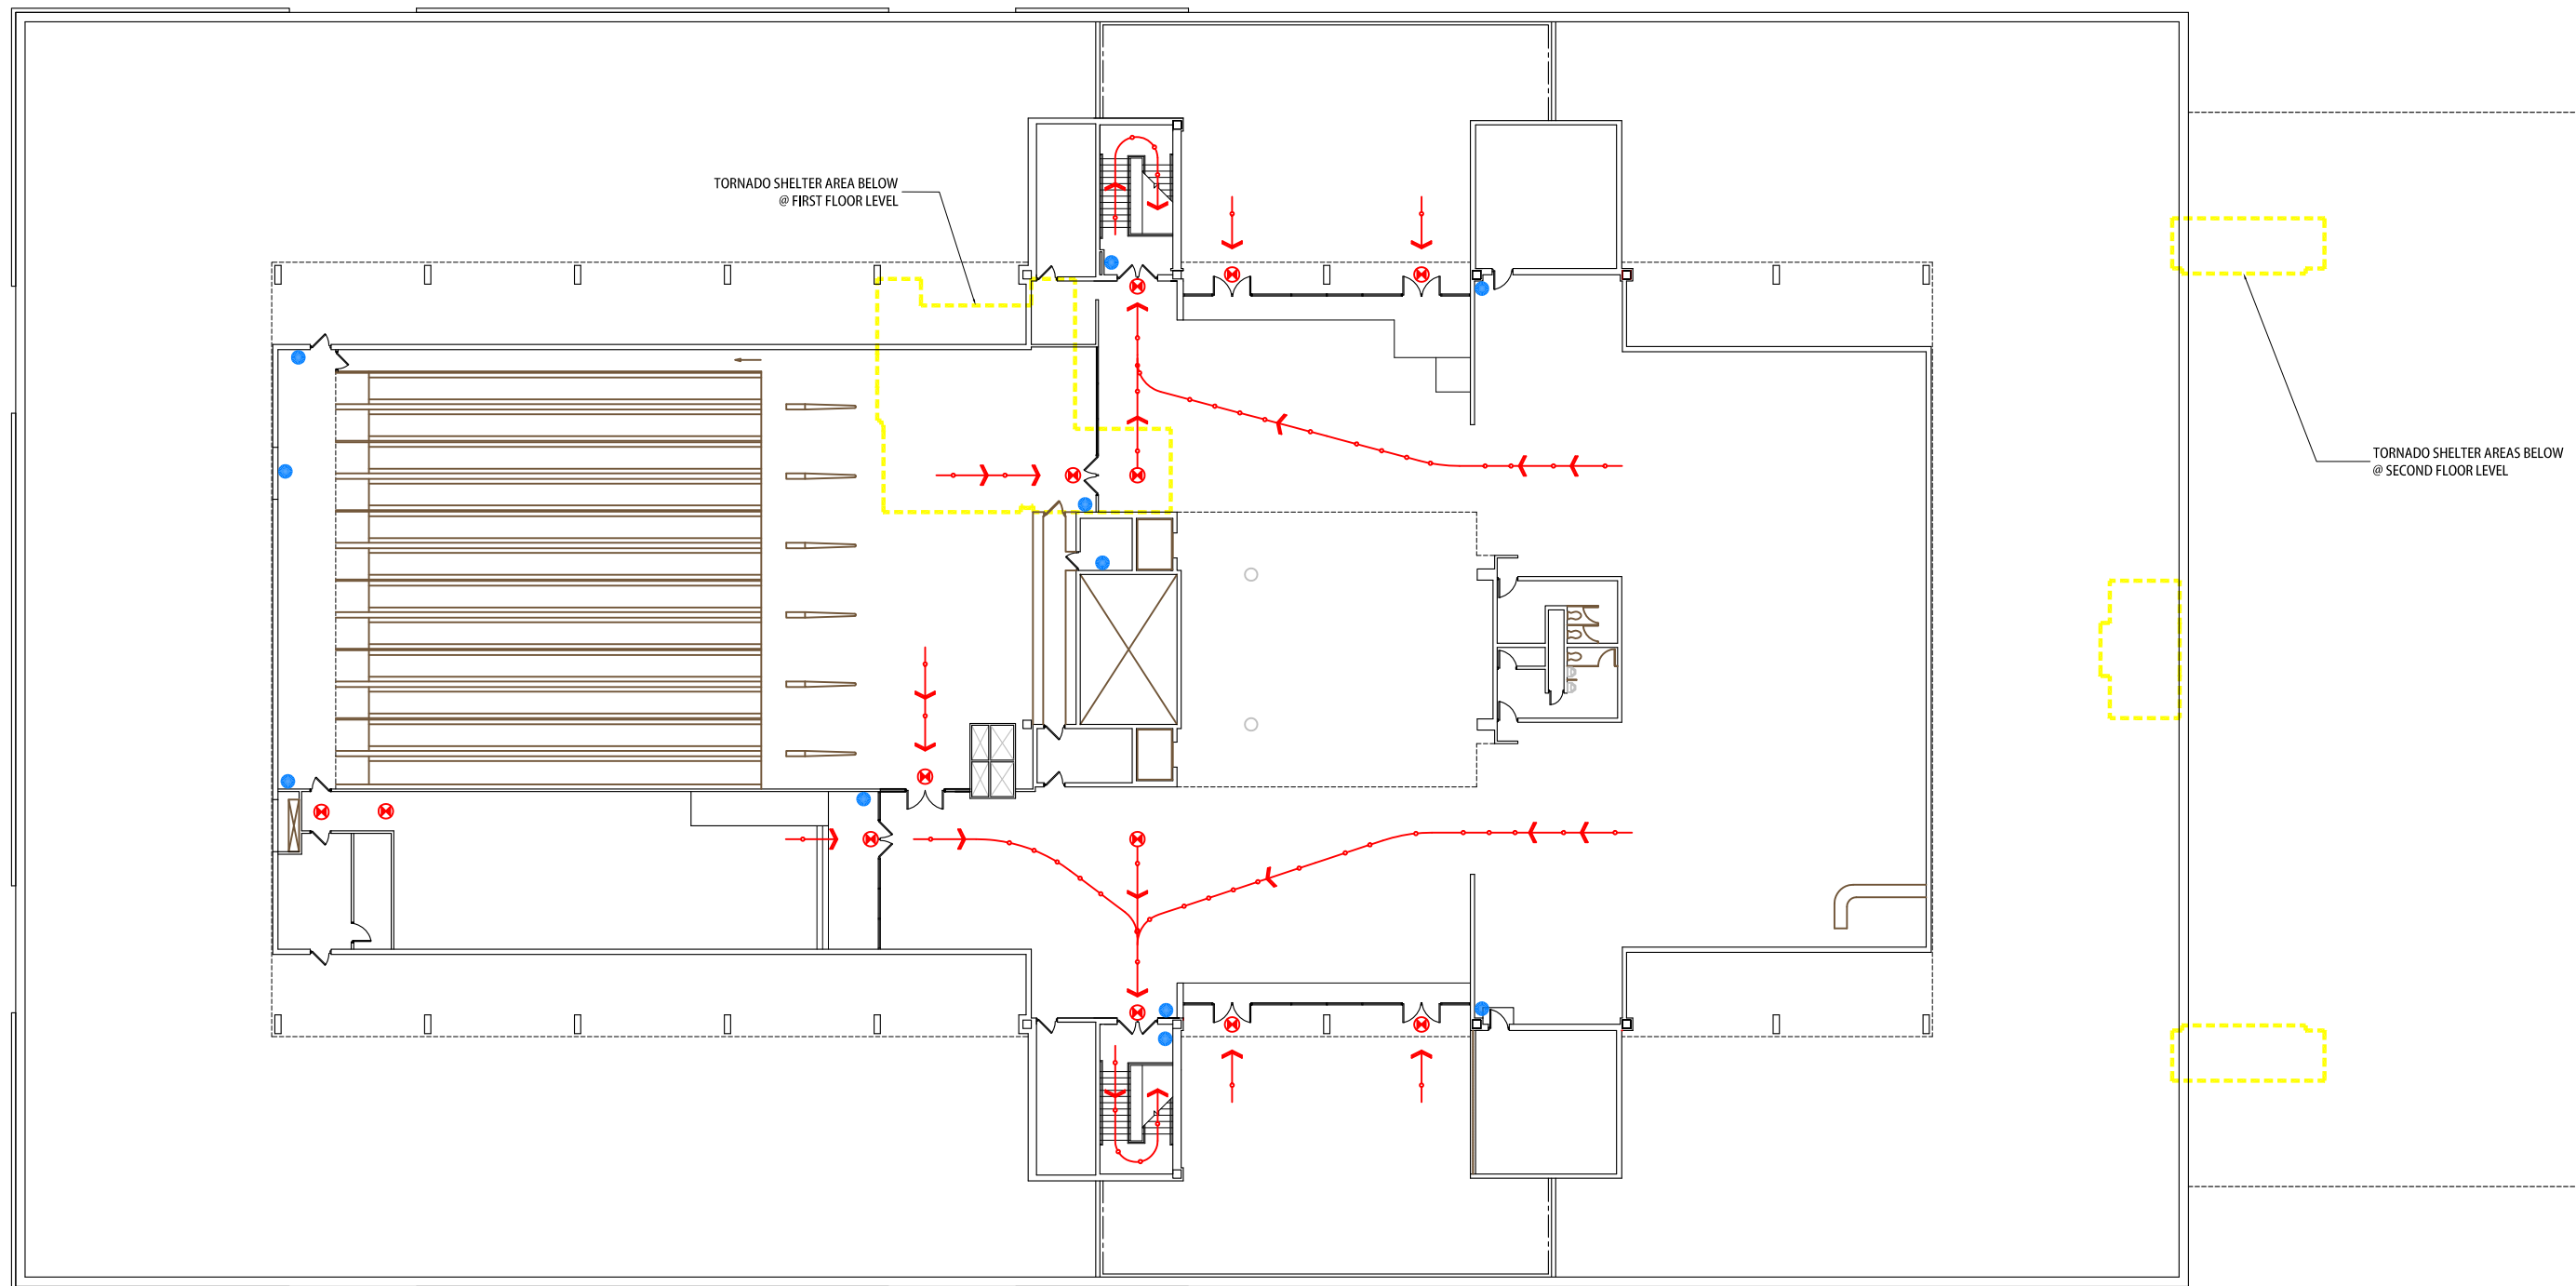 TORNADO SHELTER AREA BELOW
@ FIRST FLOOR LEVEL
TORNADO SHELTER AREAS BELOW
@ SECOND FLOOR LEVEL